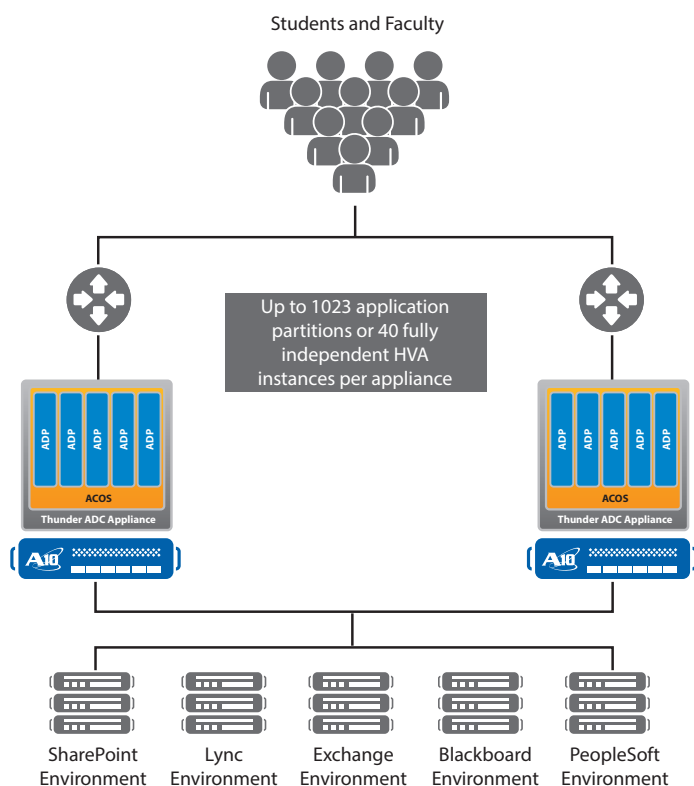 Students and Faculty
Up to 1023 application
partitions or 40 fully
independent HVA
instances per appliance
ADP ADP ADP ADP ADP
ACOS
Thunder ADC Appliance
A10
ADP ADP ADP ADP ADP
ACOS
Thunder ADC Appliance
A10
SharePoint
Environment
Lync
Environment
Exchange
Environment
Blackboard
Environment
PeopleSoft
Environment